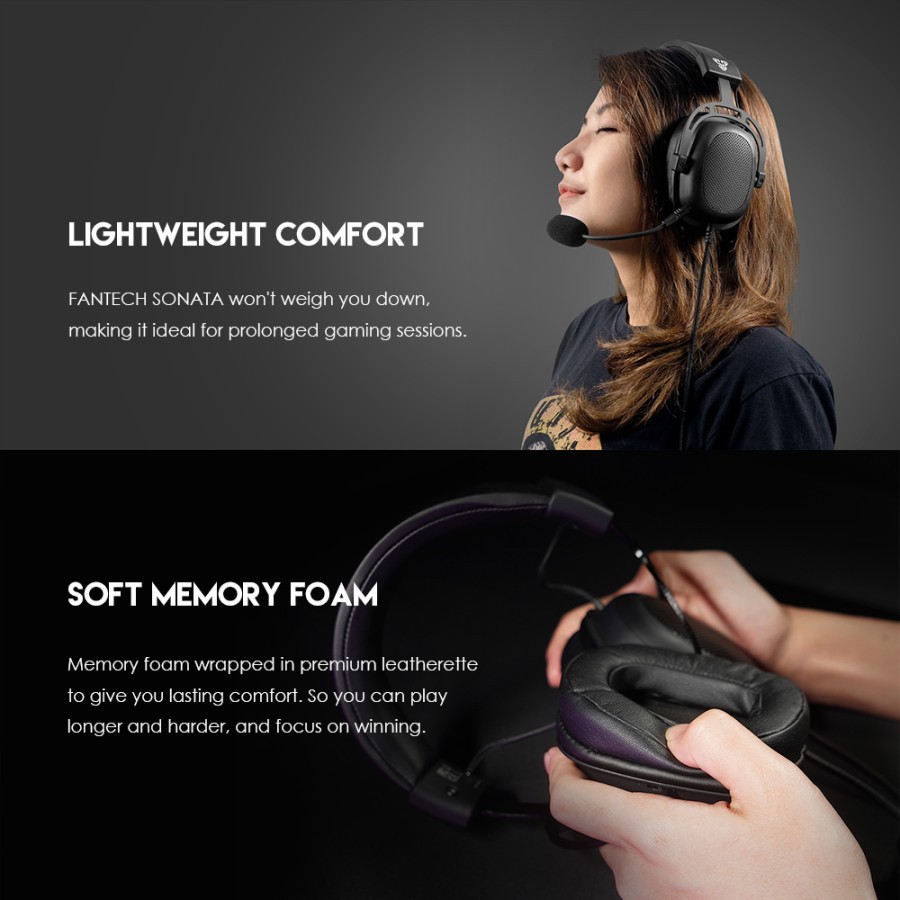 LIGHTWEIGHT COMFORT
FANTECH SONATA won't weigh you down,
making it ideal for prolonged gaming sessions.
SOFT MEMORY FOAM
Memory foam wrapped in premium leatherette
to give you lasting comfort. So you can play
longer and harder, and focus on winning.